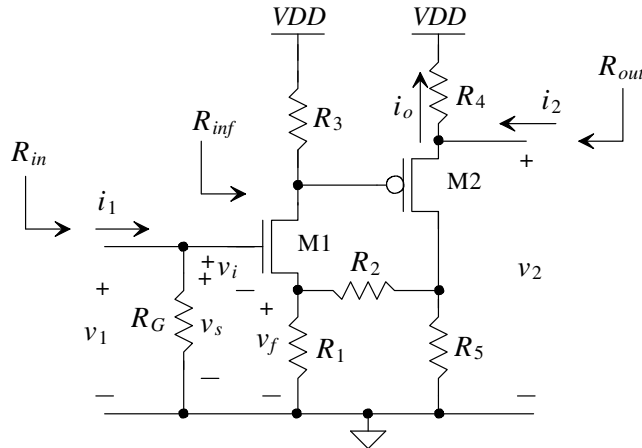 VDD
VDD
R_out
R_3
i_o
R_4
i_2
R_in
R_inf
+
M2
i_1
M1
+
v_i
R_2
v_2
+
−
+
+
v_1
R_G
v_s
v_f
R_1
R_5
−
−
−
−